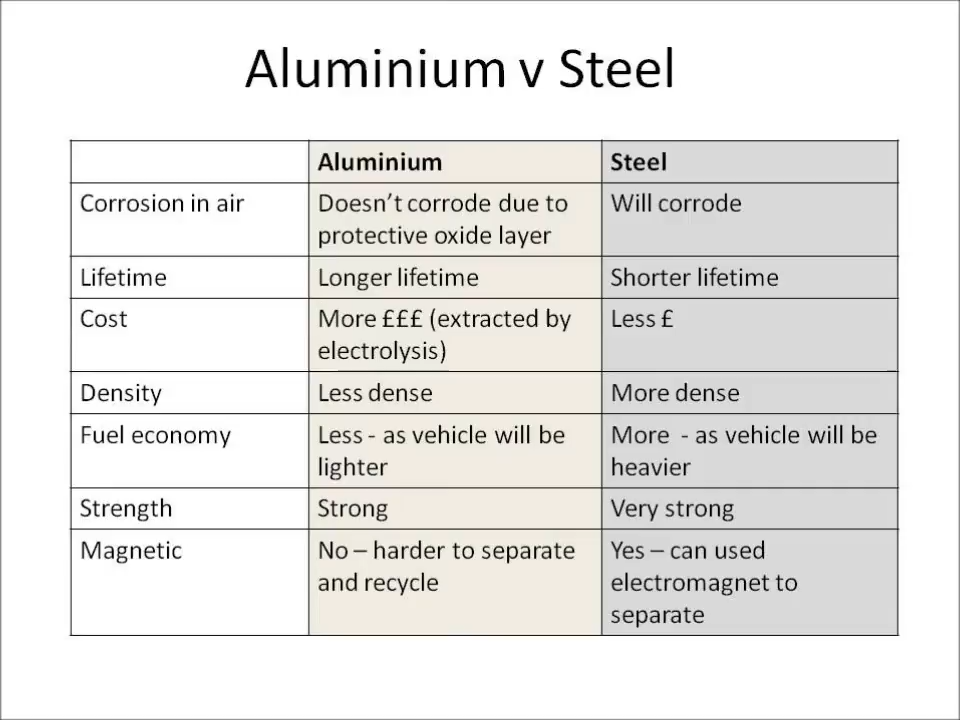 Aluminium v Steel
Aluminium Steel
Corrosion in air Doesn’t corrode due to Will corrode
protective oxide layer
Lifetime Longer lifetime Shorter lifetime
Cost More £££ (extracted by Less £
electrolysis)
Density Less dense More dense
Fuel economy Less - as vehicle will be More - as vehicle will be
lighter heavier
Strength Strong Very strong
Magnetic No – harder to separate Yes – can used
and recycle electromagnet to
separate